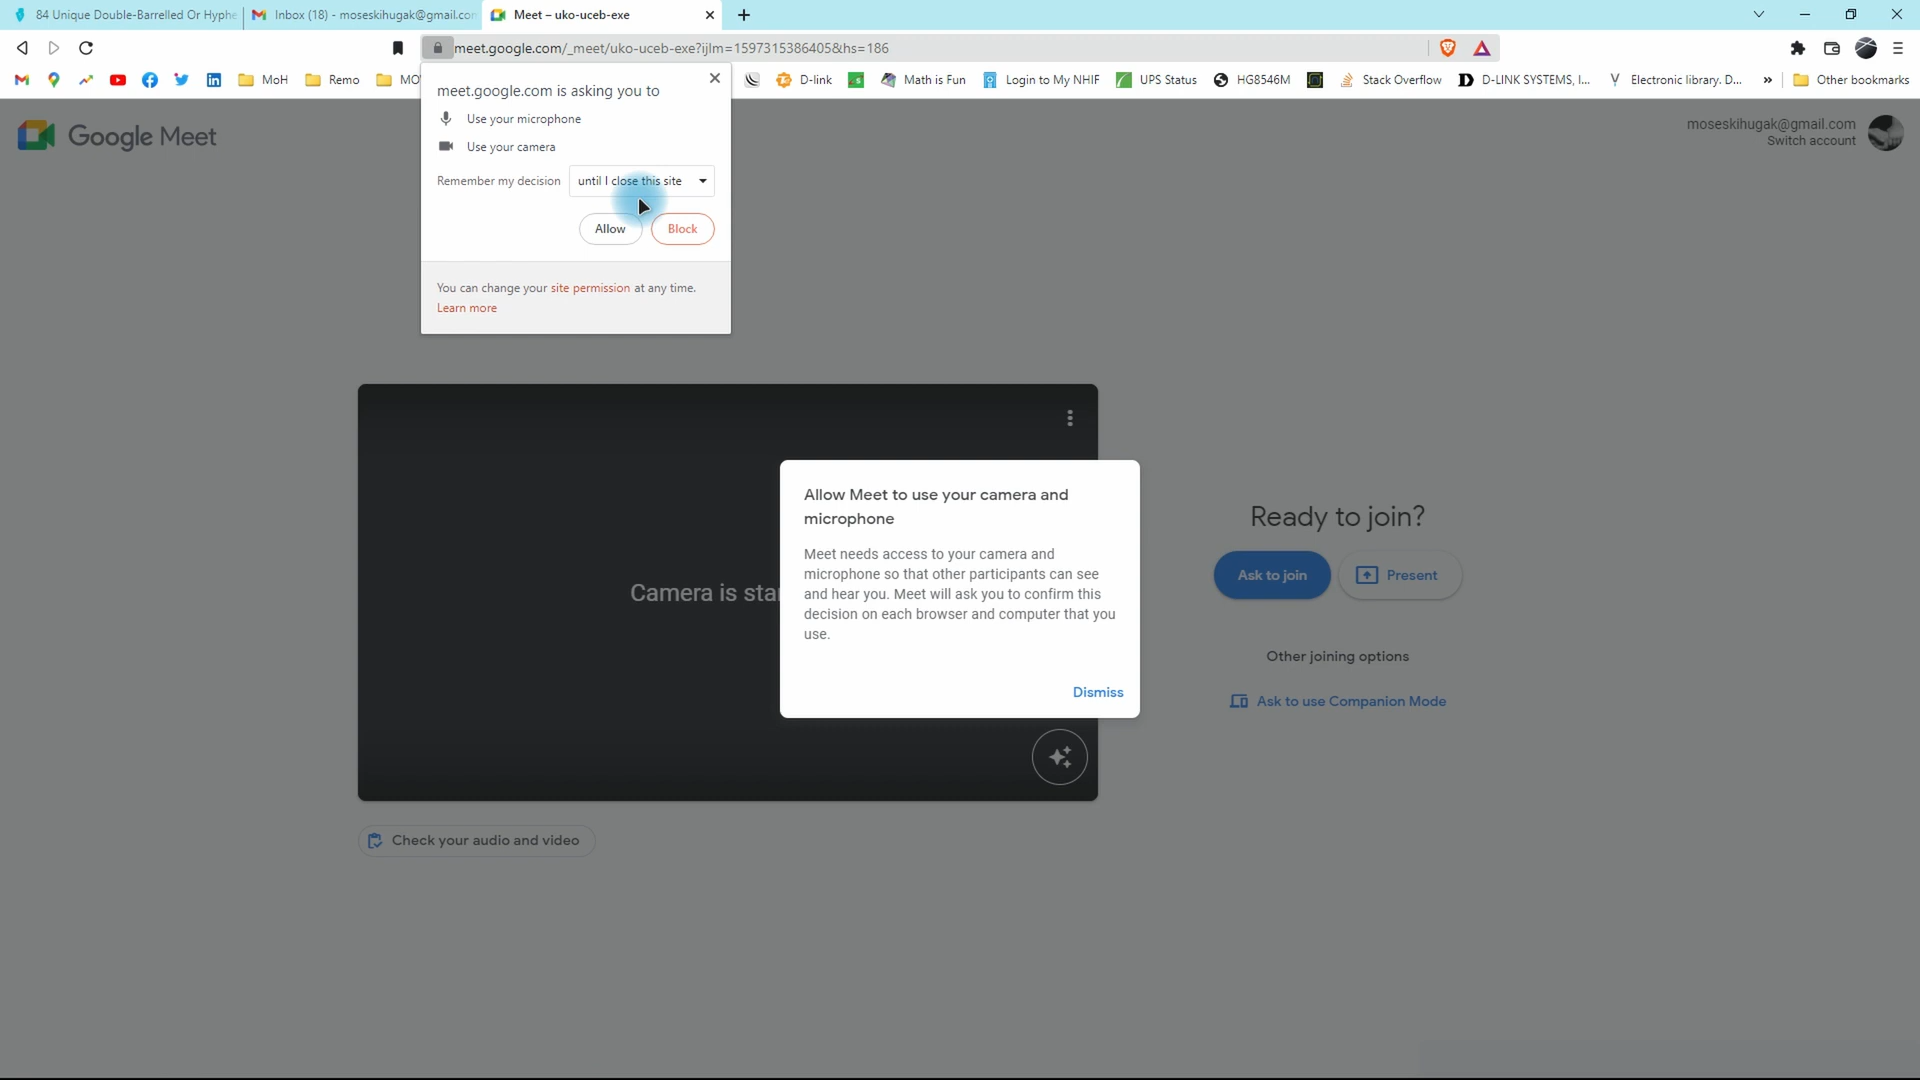 84 Unique Double-Barrelled Or Hyphe
Inbox (18) - moseskihugak@gmail.con
Meet – uko-uceb-exe
meet.google.com/_meet/uko-uceb-exe?ijlm=1597315386405&hs=186
MoH
Remo
MO
D-link
Math is Fun
Login to My NHIF
UPS Status
HG8546M
Stack Overflow
D-LINK SYSTEMS, I...
Electronic library. D...
»
Other bookmarks
meet.google.com is asking you to
Use your microphone
Use your camera
Remember my decision
until I close this site
Allow
Block
You can change your site permission at any time.
Learn more
Google Meet
moseskihugak@gmail.com
Switch account
Camera is sta
Allow Meet to use your camera and
microphone
Meet needs access to your camera and
microphone so that other participants can see
and hear you. Meet will ask you to confirm this
decision on each browser and computer that you
use.
Dismiss
Ready to join?
Ask to join
Present
Other joining options
Ask to use Companion Mode
Check your audio and video